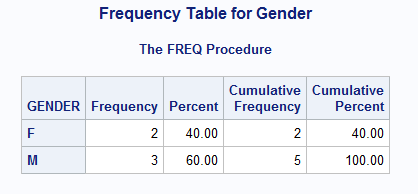 Frequency Table for Gender
The FREQ Procedure
Cumulative Cumulative
GENDER Frequency Percent Frequency Percent
F 2 40.00 2 40.00
M 3 60.00 5 100.00